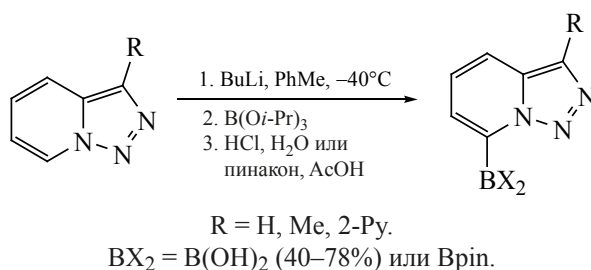 R
N
N
N
1. BuLi, PhMe, –40°C
2. B(Oi-Pr)3
3. HCl, H2O или
пинакон, AcOH
R
N
N
N
BX2
R = H, Me, 2-Py.
BX2 = B(OH)2 (40–78%) или Bpin.